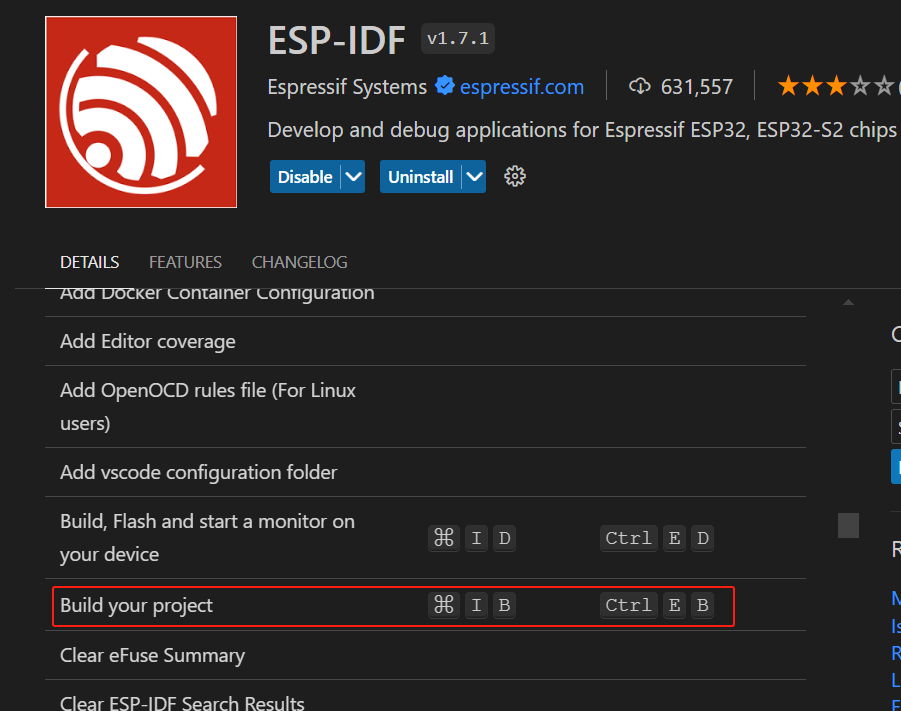 ESP-IDF v1.7.1
Espressif Systems espressif.com 631,557
Develop and debug applications for Espressif ESP32, ESP32-S2 chips
Disable Uninstall
DETAILS FEATURES CHANGELOG
Add Docker Container Configuration
Add Editor coverage
Add OpenOCD rules file (For Linux
users)
Add vscode configuration folder
Build, Flash and start a monitor on
your device
⌘ I D Ctrl E D
Build your project ⌘ I B Ctrl E B
Clear eFuse Summary
Clear ESP-IDF Search Results